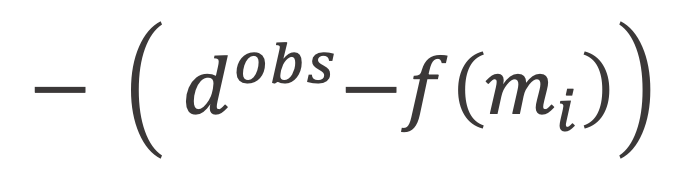 − ( d^{obs} − f(m_i) )